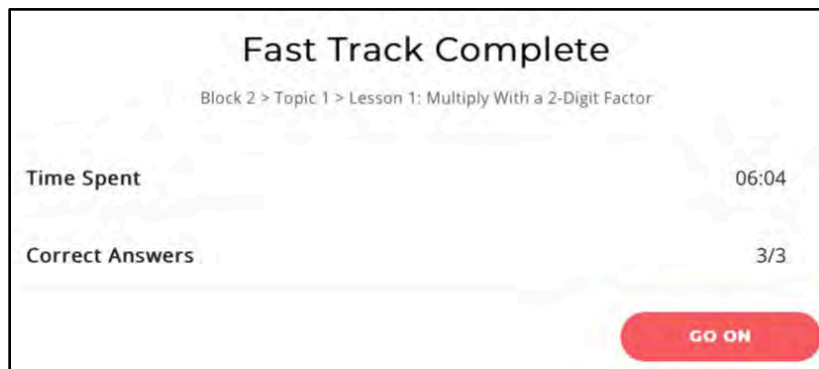 Fast Track Complete
Block 2 > Topic 1 > Lesson 1: Multiply With a 2-Digit Factor
Time Spent 06:04
Correct Answers 3/3
GO ON